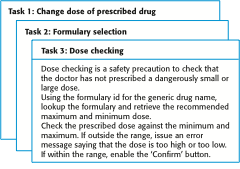 Task 1: Change dose of prescribed drug
Task 2: Formulary selection
Task 3: Dose checking
Dose checking is a safety precaution to check that
the doctor has not prescribed a dangerously small or
large dose.
Using the formulary id for the generic drug name,
lookup the formulary and retrieve the recommended
maximum and minimum dose.
Check the prescribed dose against the minimum and
maximum. If outside the range, issue an error
message saying that the dose is too high or too low.
If within the range, enable the ‘Confirm’ button.